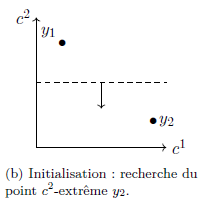 c²
y₁
y₂
c¹
(b) Initialisation : recherche du
point c²-extrême y₂.